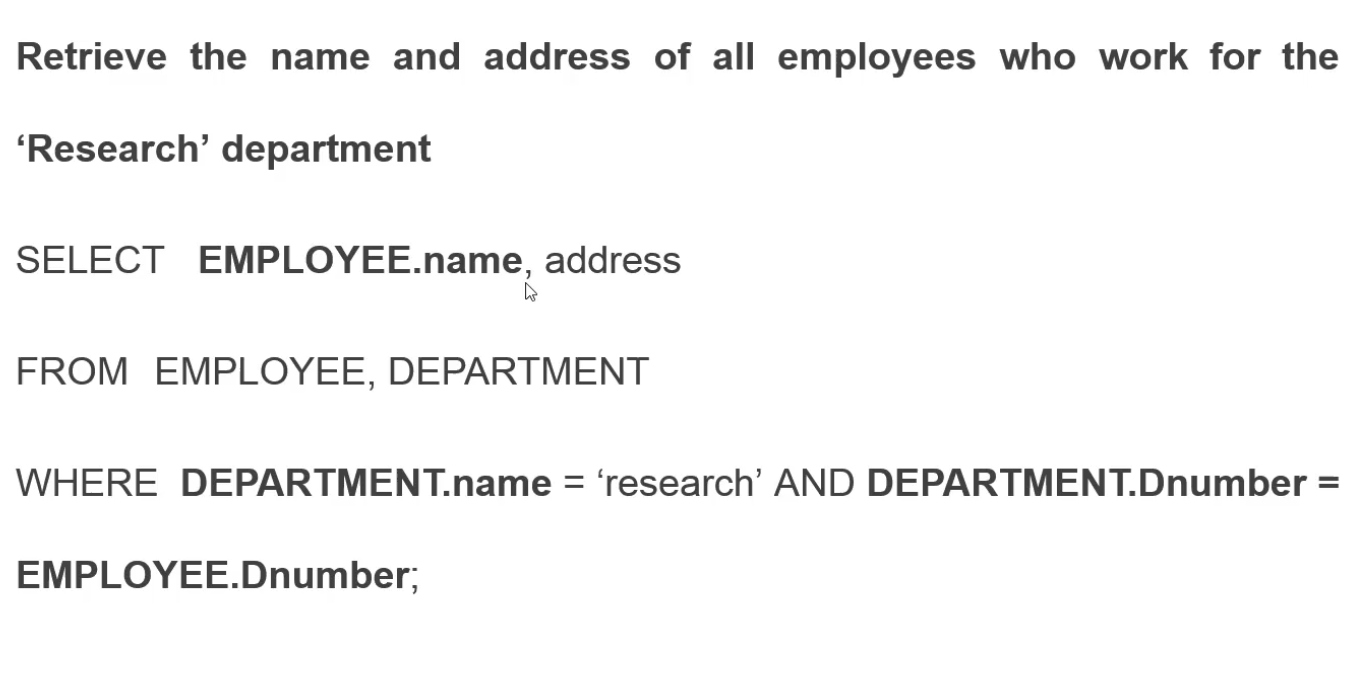 Retrieve the name and address of all employees who work for the
‘Research’ department
SELECT EMPLOYEE.name, address
FROM EMPLOYEE, DEPARTMENT
WHERE DEPARTMENT.name = ‘research’ AND DEPARTMENT.Dnumber =
EMPLOYEE.Dnumber;